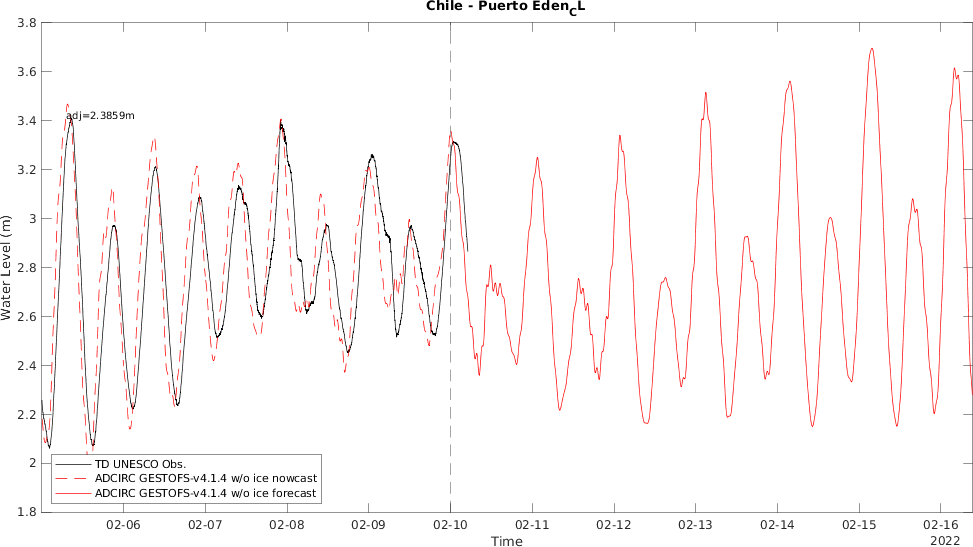 Chile - Puerto Eden_CL
3.8
3.6
3.4
3.2
3
2.8
2.6
2.4
2.2
2
1.8
Water Level (m)
adj=2.3859m
TD UNESCO Obs.
ADCIRC GESTOFS-v4.1.4 w/o ice nowcast
ADCIRC GESTOFS-v4.1.4 w/o ice forecast
02-06 02-07 02-08 02-09 02-10 02-11 02-12 02-13 02-14 02-15 02-16
Time
2022